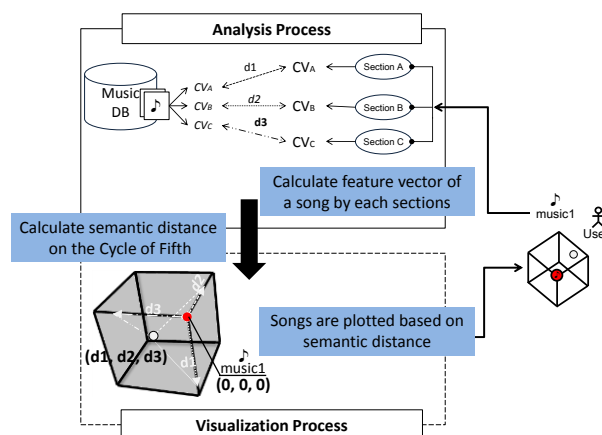 Analysis Process
Music
DB
CVA
CVB
CVC
d1
d2
d3
CVA
CVB
CVC
Section A
Section B
Section C
Calculate feature vector of
a song by each sections
music1
User
Calculate semantic distance
on the Cycle of Fifth
d2
d3
d1
(d1, d2, d3)
music1
(0, 0, 0)
Songs are plotted based on
semantic distance
Visualization Process